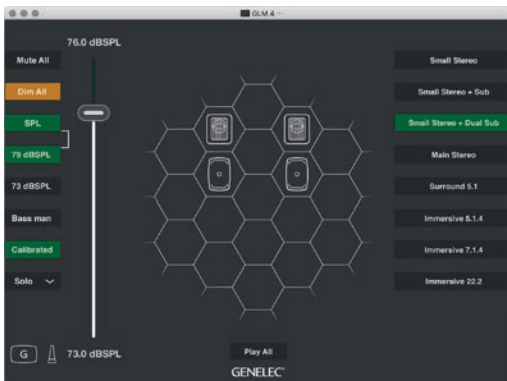 GLM 4
76.0 dBSPL
Mute All
Dim All
SPL
79 dBSPL
73 dBSPL
Bass man
Calibrated
Solo
G
73.0 dBSPL
Play All
GENELEC
Small Stereo
Small Stereo + Sub
Small Stereo + Dual Sub
Main Stereo
Surround 5.1
Immersive 5.1.4
Immersive 7.1.4
Immersive 22.2